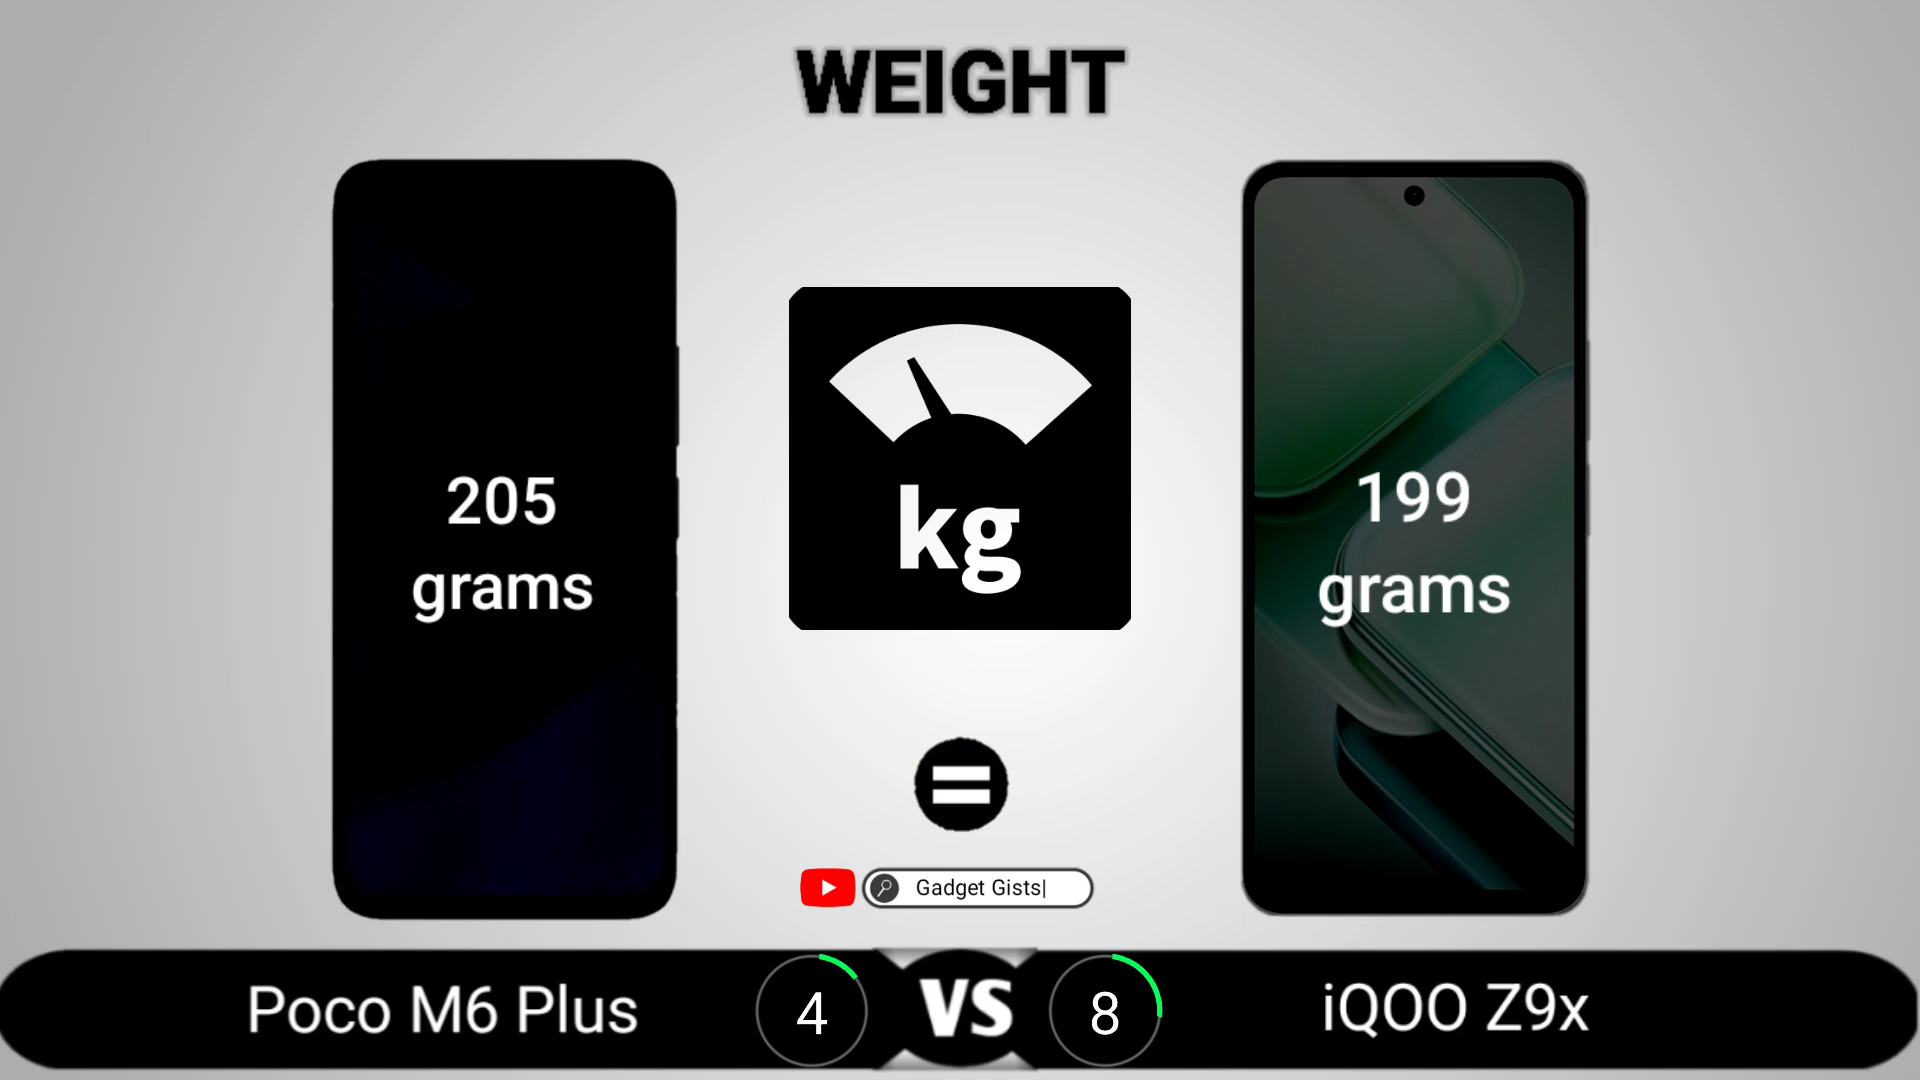 WEIGHT
205
grams
kg
199
grams
Gadget Gists|
Poco M6 Plus
4
VS
8
iQOO Z9x